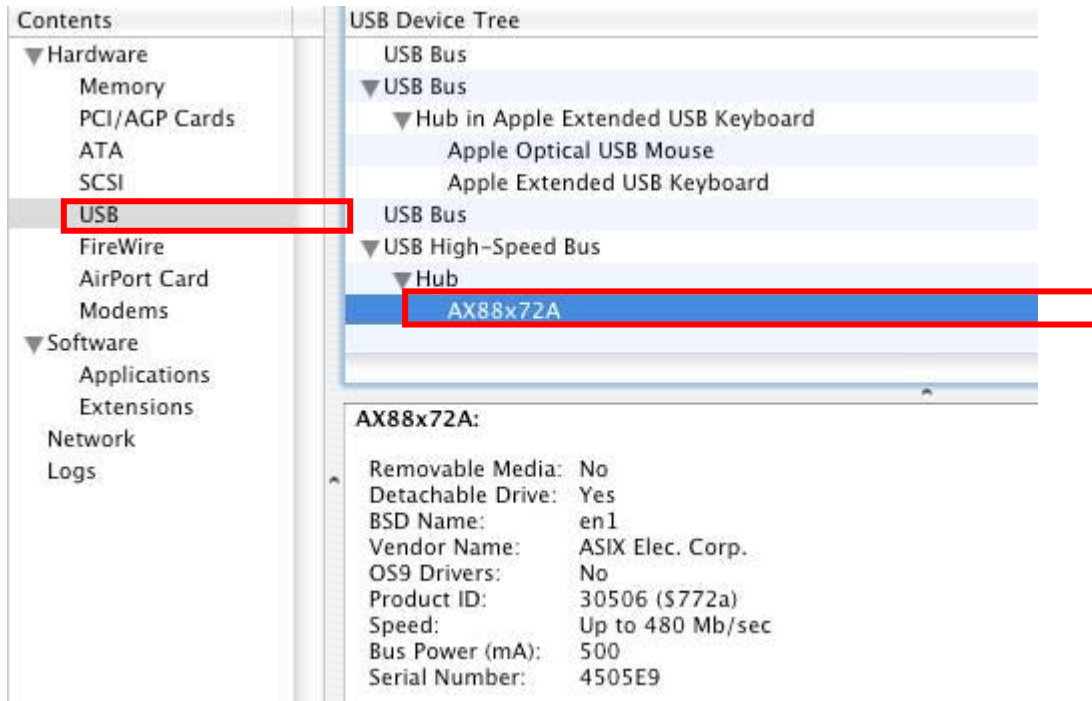 Contents
Hardware
Memory
PCI/AGP Cards
ATA
SCSI
USB
FireWire
AirPort Card
Modems
Software
Applications
Extensions
Network
Logs
USB Device Tree
USB Bus
USB Bus
Hub in Apple Extended USB Keyboard
Apple Optical USB Mouse
Apple Extended USB Keyboard
USB Bus
USB High-Speed Bus
Hub
AX88x72A
AX88x72A:
Removable Media: No
Detachable Drive: Yes
BSD Name: en1
Vendor Name: ASIX Elec. Corp.
OS9 Drivers: No
Product ID: 30506 ($772a)
Speed: Up to 480 Mb/sec
Bus Power (mA): 500
Serial Number: 4505E9